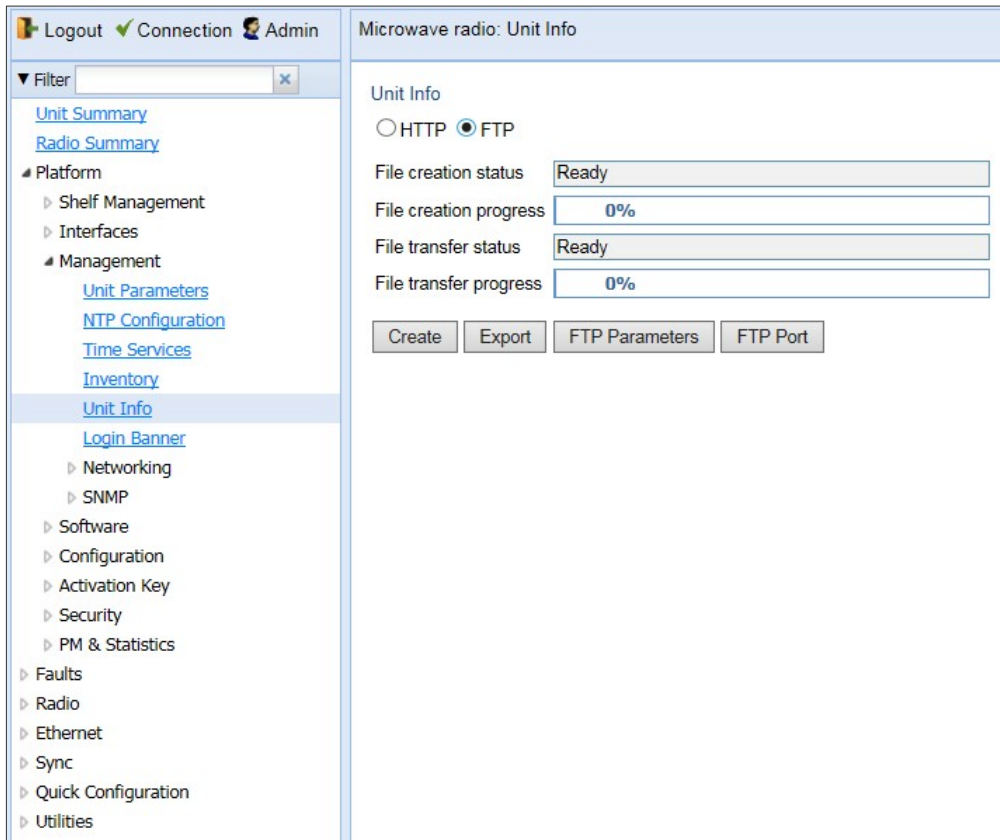 Logout Connection Admin
Filter
Unit Summary
Radio Summary
Platform
Shelf Management
Interfaces
Management
Unit Parameters
NTP Configuration
Time Services
Inventory
Unit Info
Login Banner
Networking
SNMP
Software
Configuration
Activation Key
Security
PM & Statistics
Faults
Radio
Ethernet
Sync
Quick Configuration
Utilities
Microwave radio: Unit Info
Unit Info
HTTP FTP
File creation status Ready
File creation progress 0%
File transfer status Ready
File transfer progress 0%
Create Export FTP Parameters FTP Port